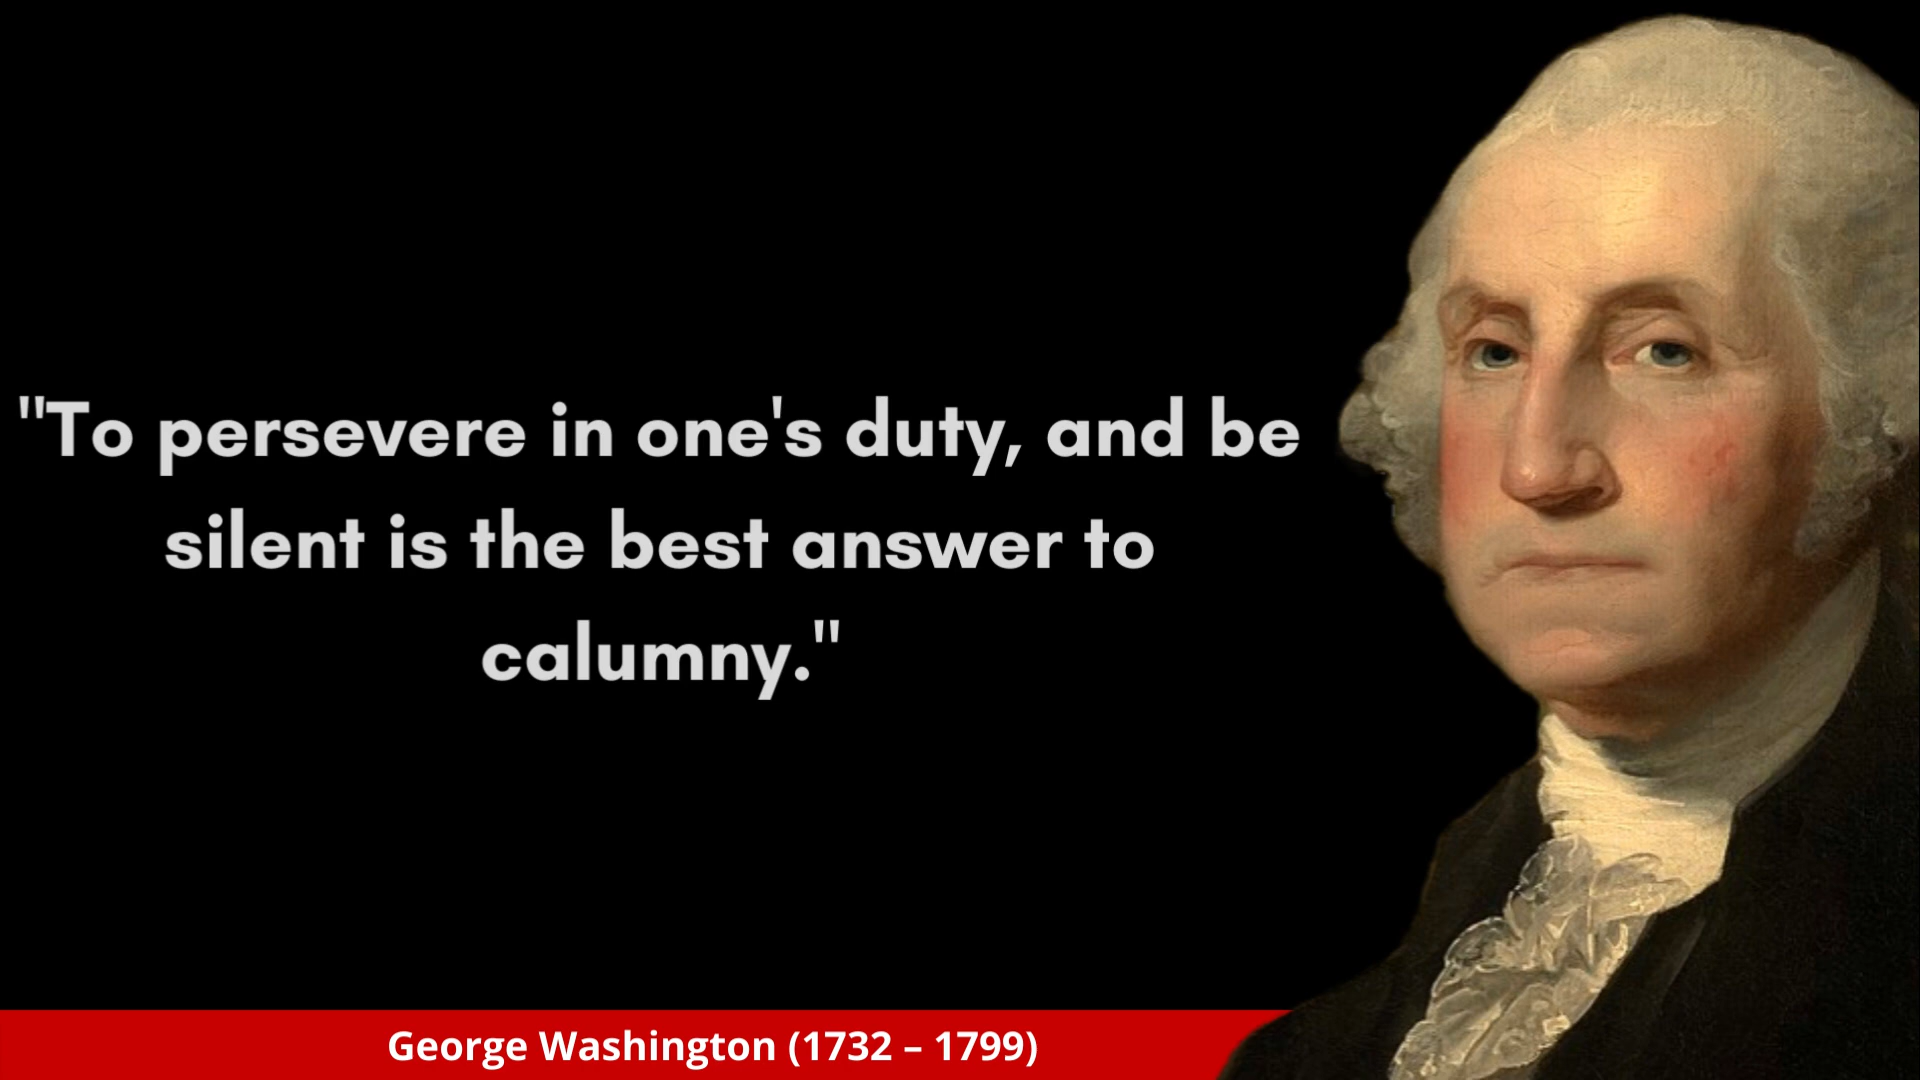 "To persevere in one's duty, and be
silent is the best answer to
calumny."
George Washington (1732 – 1799)